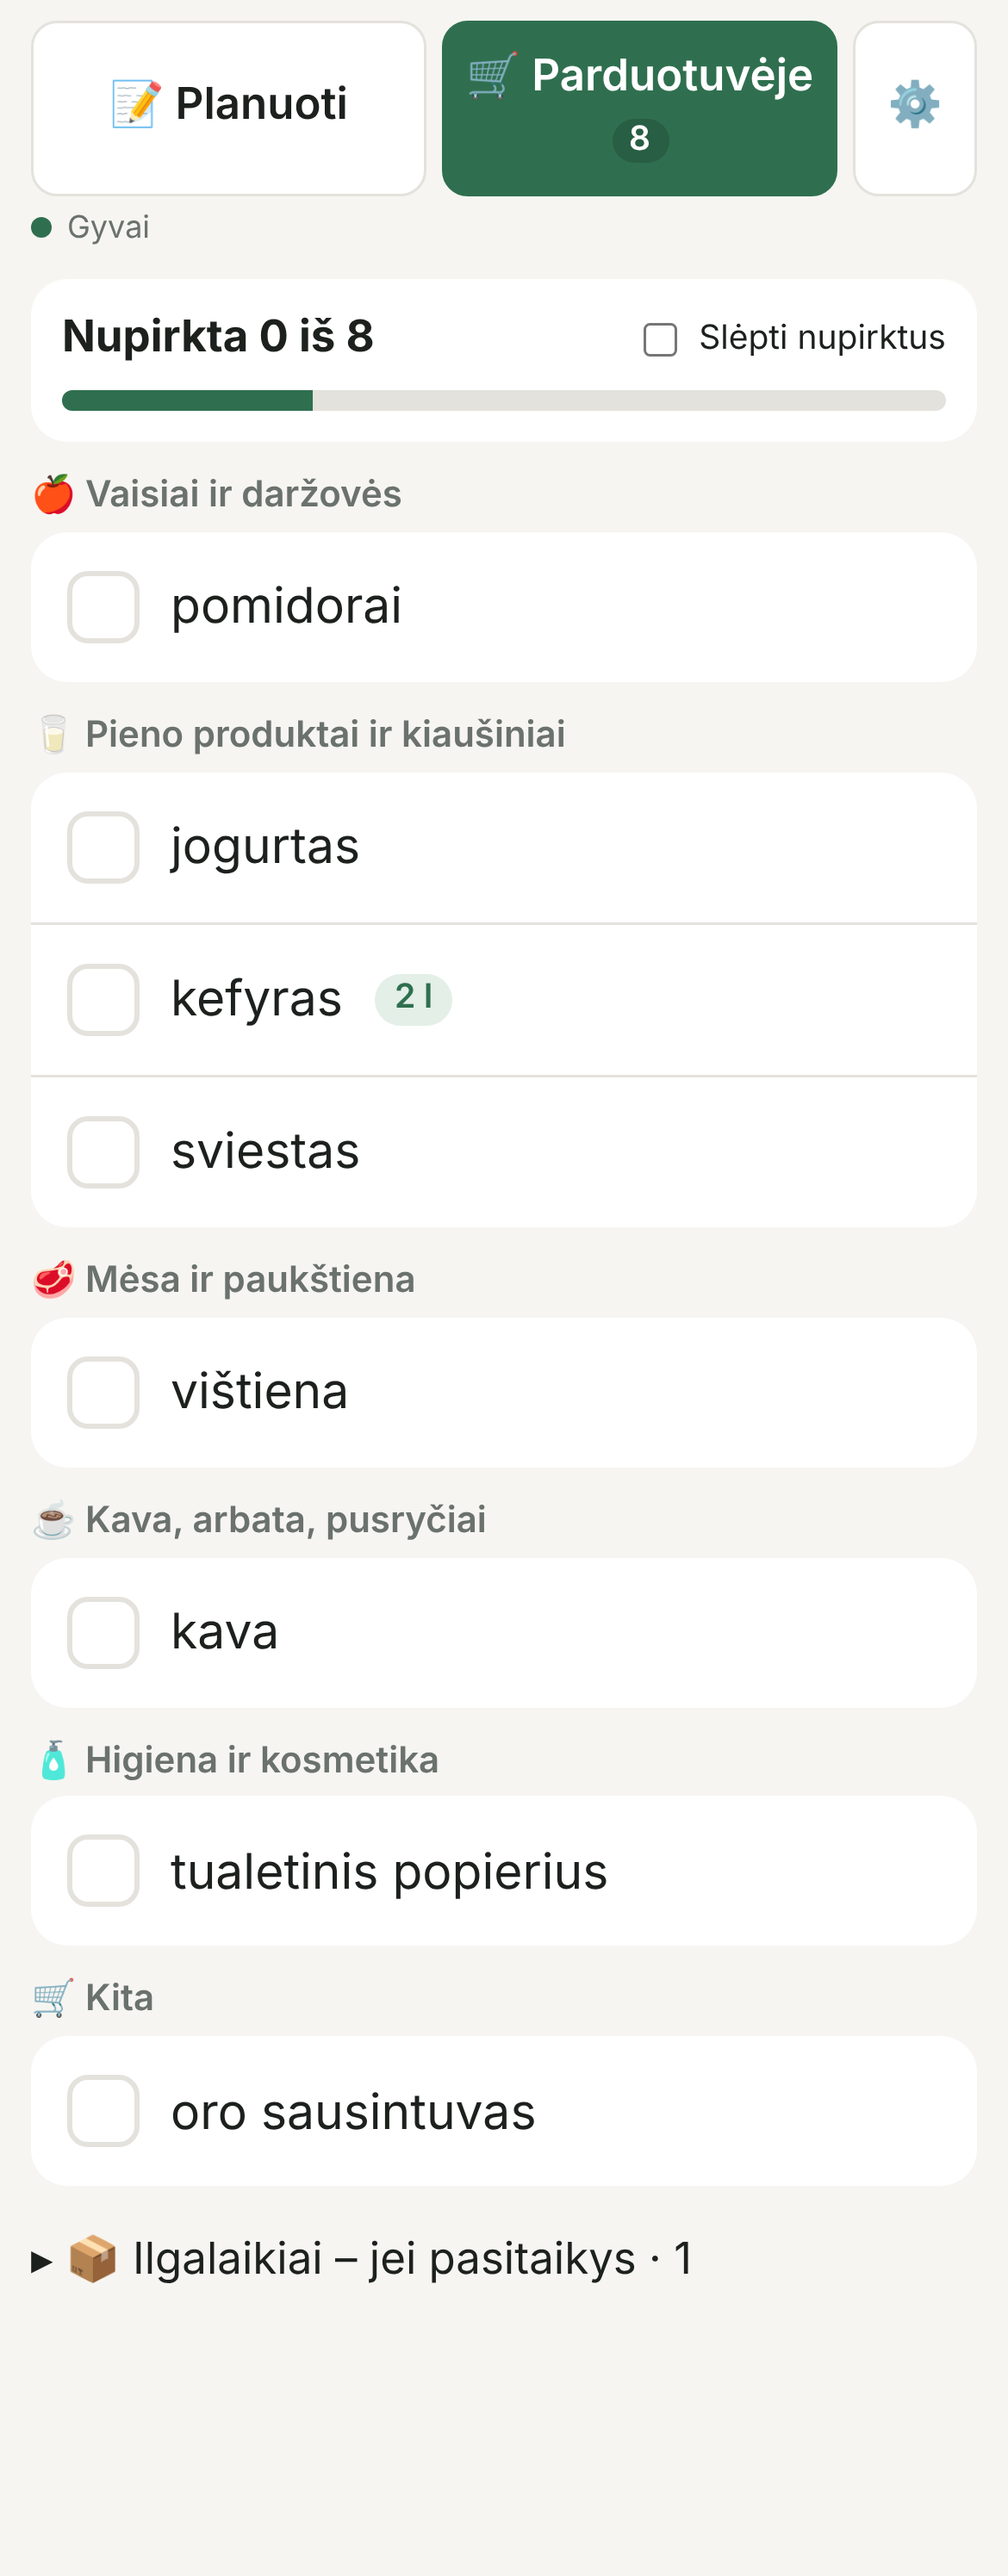 📝 Planuoti
🛒 Parduotuvėje
8
⚙️
Gyvai
Nupirkta 0 iš 8
Slėpti nupirktus
🍎 Vaisiai ir daržovės
pomidorai
🥛 Pieno produktai ir kiaušiniai
jogurtas
kefyras 2 l
sviestas
🥩 Mėsa ir paukštiena
vištiena
☕ Kava, arbata, pusryčiai
kava
🧴 Higiena ir kosmetika
tualetinis popierius
🛒 Kita
oro sausintuvas
▸ 📦 Ilgalaikiai – jei pasitaikys · 1